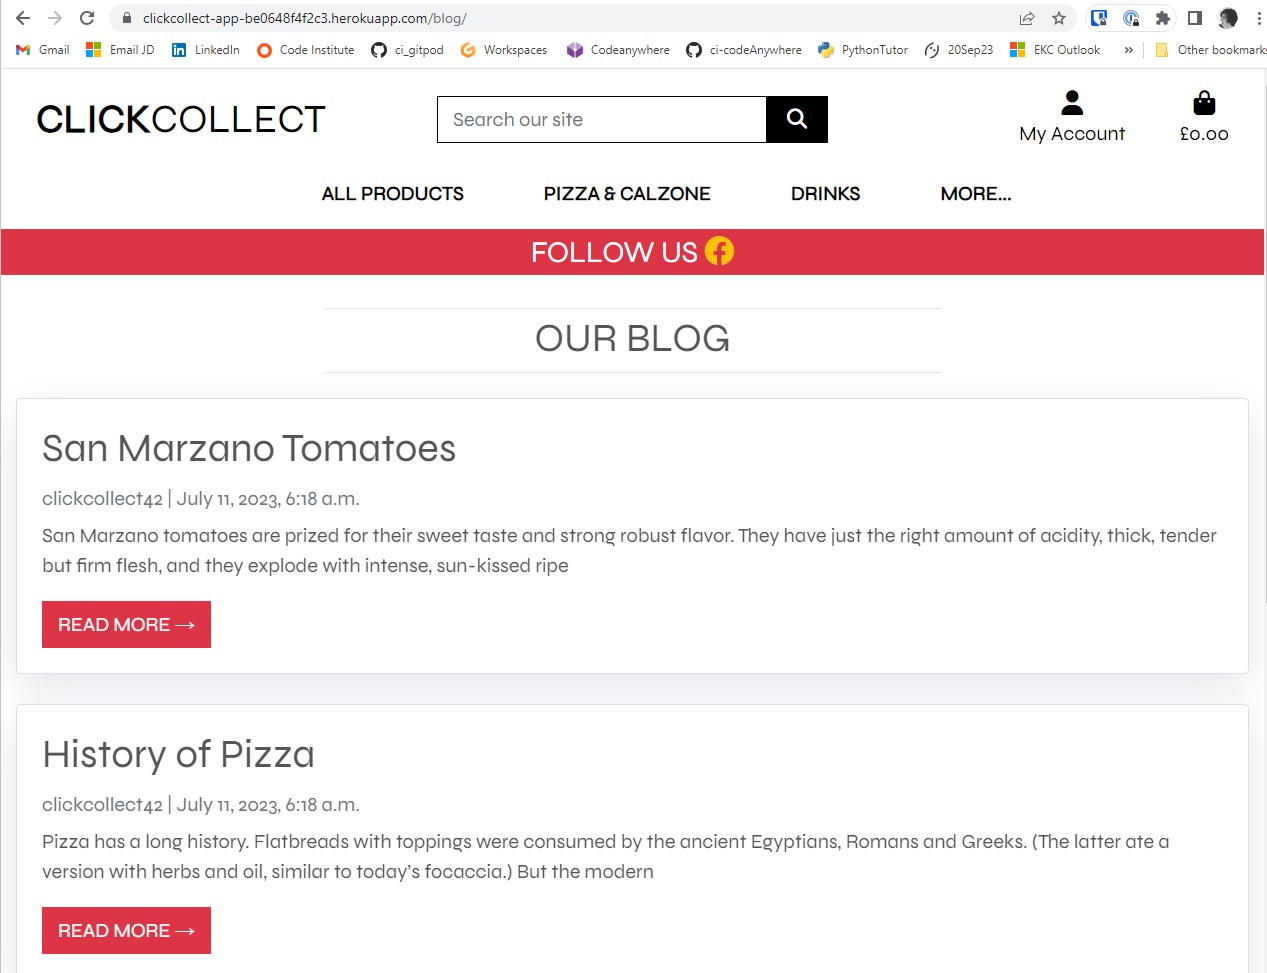 clickcollect-app-be0648f4f2c3.herokuapp.com/blog/
Gmail Email JD LinkedIn Code Institute ci_gitpod Workspaces Codeanywhere ci-codeAnywhere PythonTutor 20Sep23 EKC Outlook » Other bookmarks
CLICKCOLLECT
Search our site
My Account
£0.00
ALL PRODUCTS PIZZA & CALZONE DRINKS MORE...
FOLLOW US
OUR BLOG
San Marzano Tomatoes
clickcollect42 | July 11, 2023, 6:18 a.m.
San Marzano tomatoes are prized for their sweet taste and strong robust flavor. They have just the right amount of acidity, thick, tender
but firm flesh, and they explode with intense, sun-kissed ripe
READ MORE →
History of Pizza
clickcollect42 | July 11, 2023, 6:18 a.m.
Pizza has a long history. Flatbreads with toppings were consumed by the ancient Egyptians, Romans and Greeks. (The latter ate a
version with herbs and oil, similar to today’s focaccia.) But the modern
READ MORE →